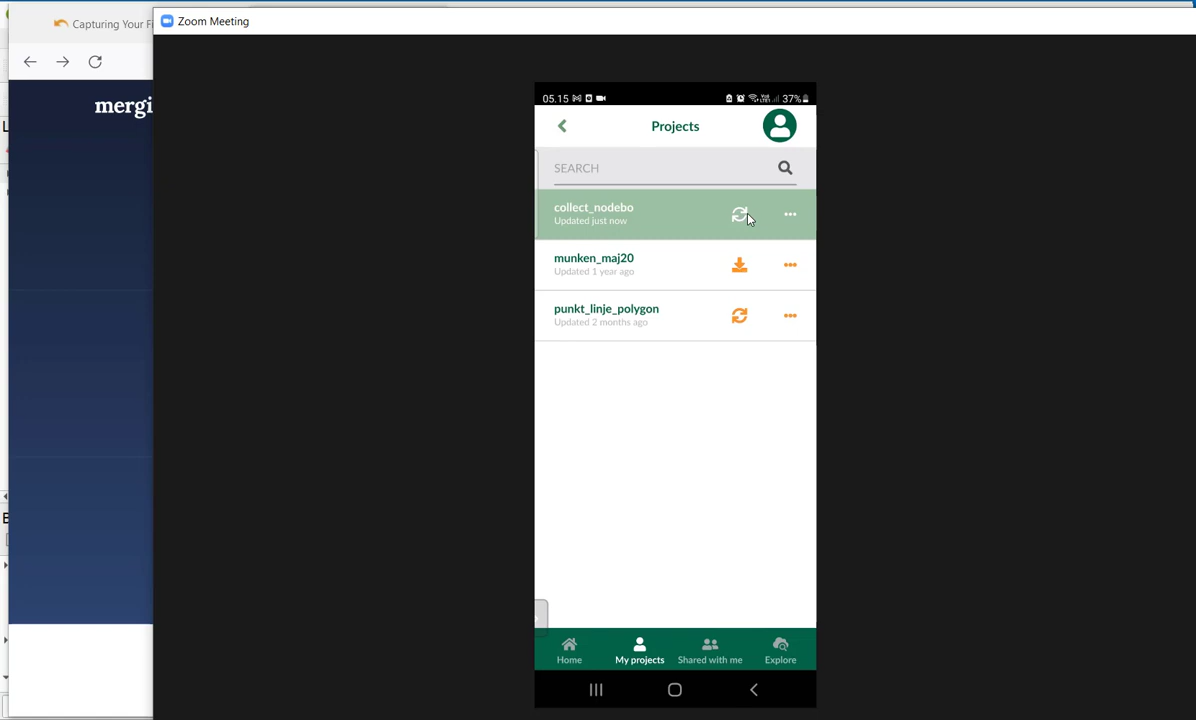 Capturing Your Fi
Zoom Meeting
mergi
05.15
37%
Projects
SEARCH
collect_nodebo
Updated just now
munken_maj20
Updated 1 year ago
punkt_linje_polygon
Updated 2 months ago
Home
My projects
Shared with me
Explore